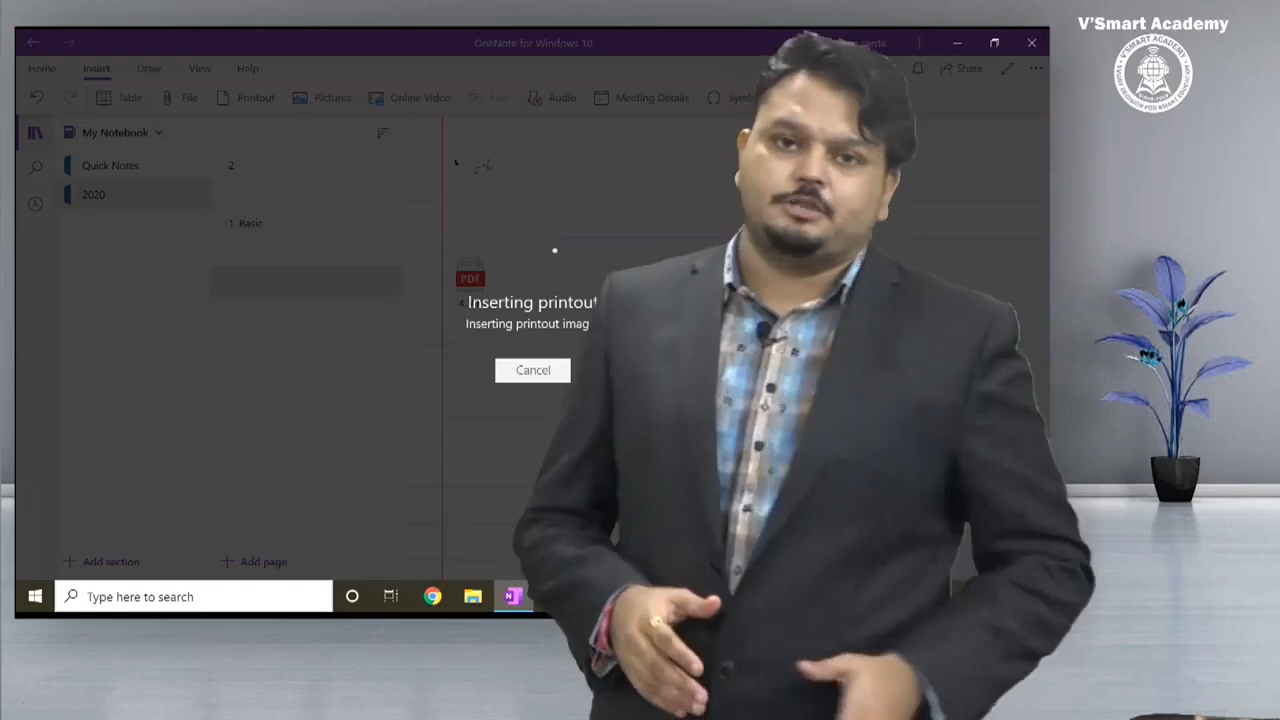 V'Smart Academy
OneNote for Windows 10
Home Insert Draw View Help
Share
Table File Printout Pictures Online Video Link Audio Meeting Details
My Notebook
Quick Notes
2
2020
1 Basic
PDF
4.
Inserting printout
Inserting printout imag
Cancel
Add section
Add page
Type here to search